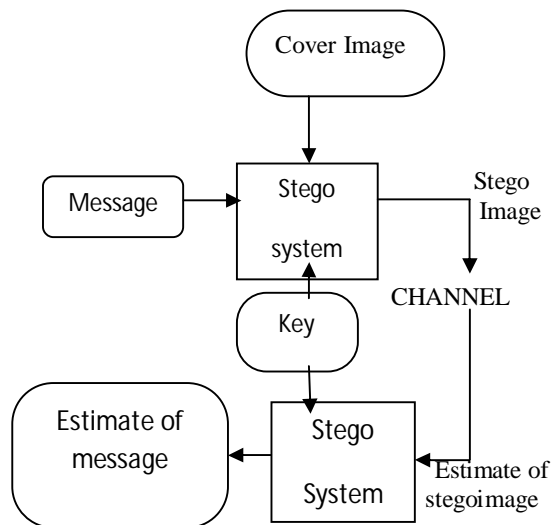 Cover Image
Message
Stego
system
Stego
Image
CHANNEL
Key
Estimate of
message
Stego
System
Estimate of
stegoimage